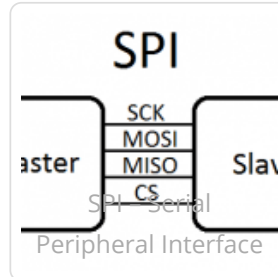 SPI
SCK
MOSI
aster
MISO
Slav
CS
SPI – Serial
Peripheral Interface